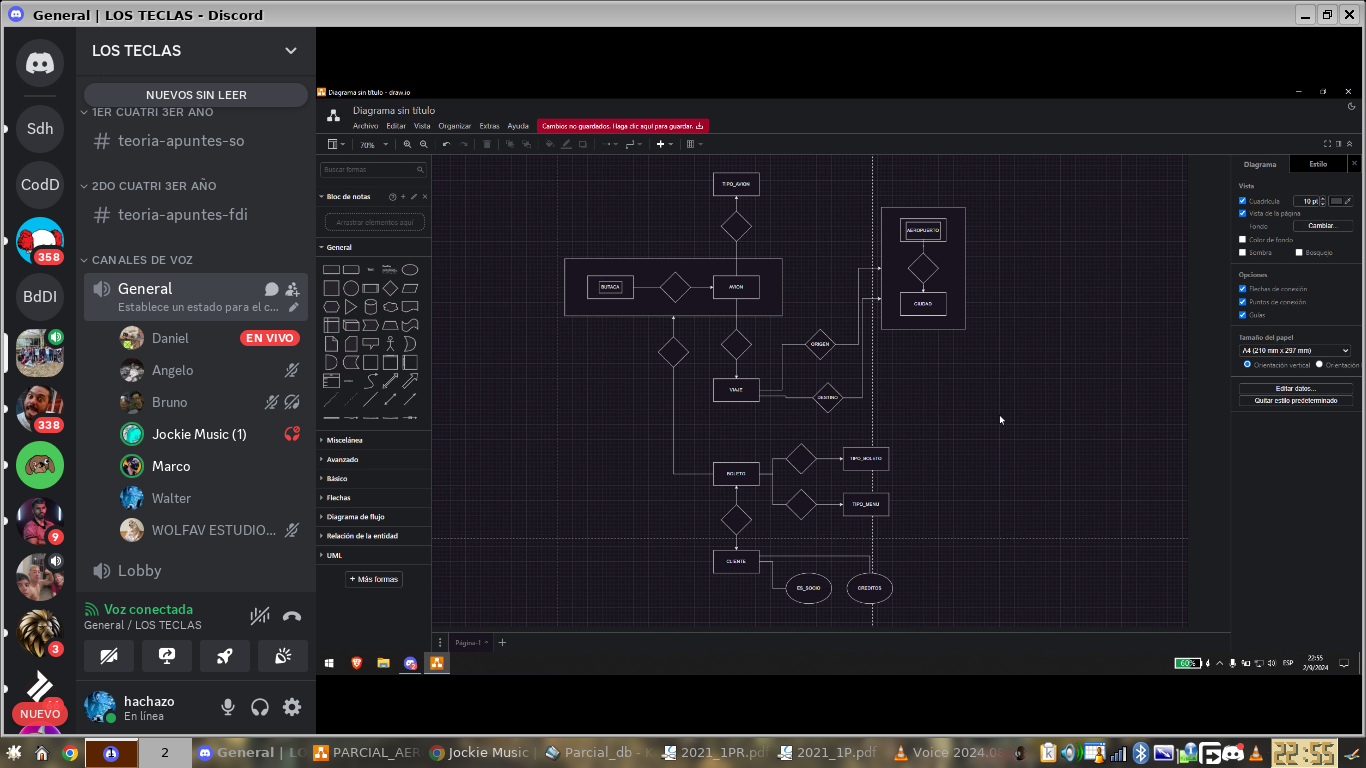 General | LOS TECLAS - Discord
LOS TECLAS
NUEVOS SIN LEER
1ER CUATRI 3ER AÑO
# teoria-apuntes-so
2DO CUATRI 3ER AÑO
# teoria-apuntes-fdi
CANALES DE VOZ
General
Establece un estado para el c...
Daniel
EN VIVO
Angelo
Bruno
Jockie Music (1)
Marco
Walter
WOLFAV ESTUDIO...
Lobby
Voz conectada
General / LOS TECLAS
hachazo
En línea
Sdh
CodD
358
BdDI
338
9
3
NUEVO
Diagrama sin título - draw.io
Diagrama sin título
Archivo Editar Vista Organizar Extras Ayuda
Cambios no guardados. Haga clic aquí para guardar.
70%
Buscar formas
Bloc de notas
Arrastrar elementos aquí
General
Miscelánea
Avanzado
Básico
Flechas
Diagrama de flujo
Relación de la entidad
UML
+ Más formas
TIPO_AVION
BUTACA
AVION
AEROPUERTO
CIUDAD
ORIGEN
VIAJE
DESTINO
BOLETO
TIPO_BOLETO
TIPO_MENU
CLIENTE
ES_SOCIO
CREDITOS
Página-1
Diagrama Estilo
Vista
Cuadrícula 10 pt
Vista de la página
Fondo Cambiar...
Color de fondo
Sombra Bosquejo
Opciones
Flechas de conexión
Puntos de conexión
Guías
Tamaño del papel
A4 (210 mm x 297 mm)
Orientación vertical Orientación
Editar datos...
Quitar estilo predeterminado
60%
ESP
22:55
2/9/2024
2
General | LO
PARCIAL_AER
Jockie Music |
Parcial_db - K
2021_1PR.pdf
2021_1P.pdf
Voice 2024.08
22:55